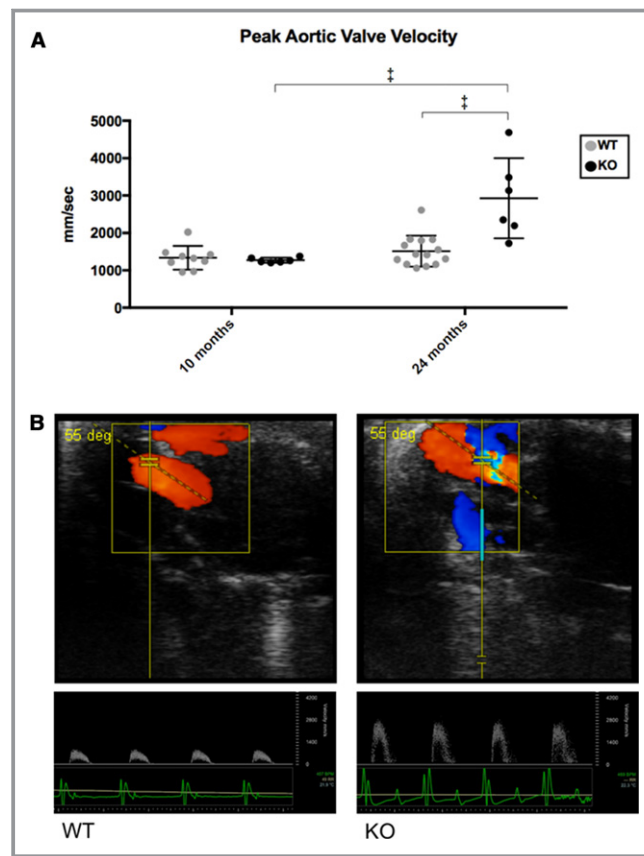 A
Peak Aortic Valve Velocity
‡
‡
5000
4000
3000
2000
1000
0
mm/sec
WT
KO
10 months
24 months
B
55 deg
55 deg
4200
2800
1400
0
4200
2800
1400
0
WT
KO